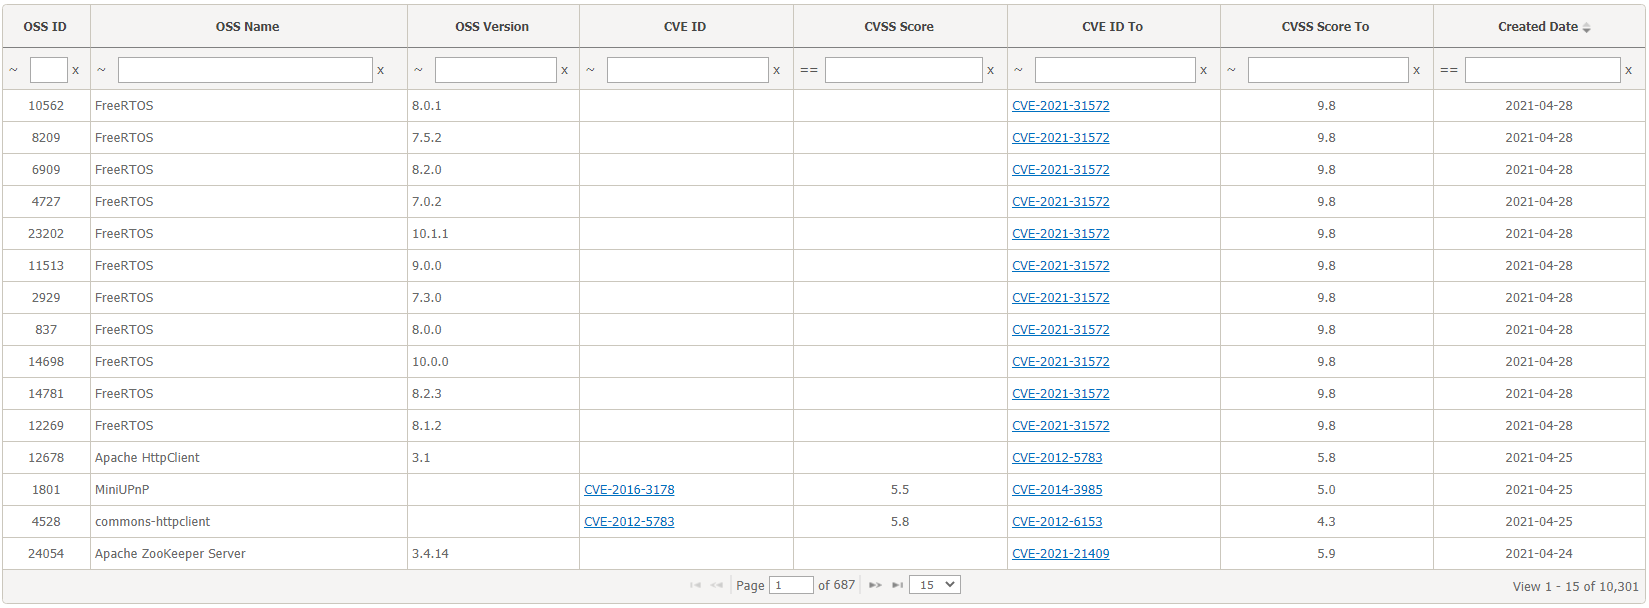 OSS ID OSS Name OSS Version CVE ID CVSS Score CVE ID To CVSS Score To Created Date
~ x ~ x ~ x ~ x == x ~ x ~ x == x
10562 FreeRTOS 8.0.1 CVE-2021-31572 9.8 2021-04-28
8209 FreeRTOS 7.5.2 CVE-2021-31572 9.8 2021-04-28
6909 FreeRTOS 8.2.0 CVE-2021-31572 9.8 2021-04-28
4727 FreeRTOS 7.0.2 CVE-2021-31572 9.8 2021-04-28
23202 FreeRTOS 10.1.1 CVE-2021-31572 9.8 2021-04-28
11513 FreeRTOS 9.0.0 CVE-2021-31572 9.8 2021-04-28
2929 FreeRTOS 7.3.0 CVE-2021-31572 9.8 2021-04-28
837 FreeRTOS 8.0.0 CVE-2021-31572 9.8 2021-04-28
14698 FreeRTOS 10.0.0 CVE-2021-31572 9.8 2021-04-28
14781 FreeRTOS 8.2.3 CVE-2021-31572 9.8 2021-04-28
12269 FreeRTOS 8.1.2 CVE-2021-31572 9.8 2021-04-28
12678 Apache HttpClient 3.1 CVE-2012-5783 5.8 2021-04-25
1801 MiniUPnP CVE-2016-3178 5.5 CVE-2014-3985 5.0 2021-04-25
4528 commons-httpclient CVE-2012-5783 5.8 CVE-2012-6153 4.3 2021-04-25
24054 Apache ZooKeeper Server 3.4.14 CVE-2021-21409 5.9 2021-04-24
Page 1 of 687 15 View 1 - 15 of 10,301